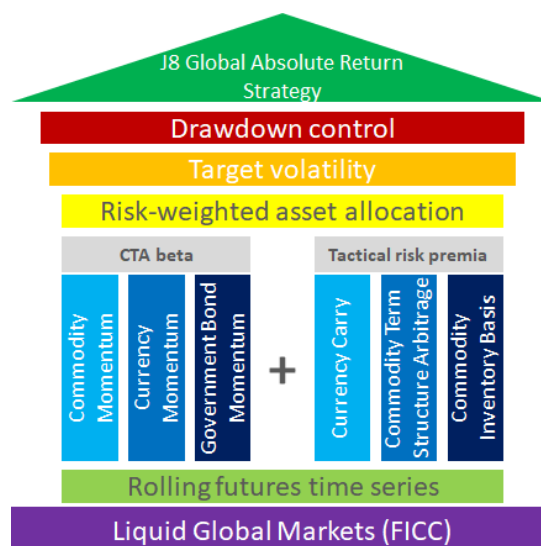 J8 Global Absolute Return
Strategy
Drawdown control
Target volatility
Risk-weighted asset allocation
CTA beta
Tactical risk premia
Commodity
Momentum
Currency
Momentum
Government Bond
Momentum
+
Currency Carry
Commodity Term
Structure Arbitrage
Commodity
Inventory Basis
Rolling futures time series
Liquid Global Markets (FICC)